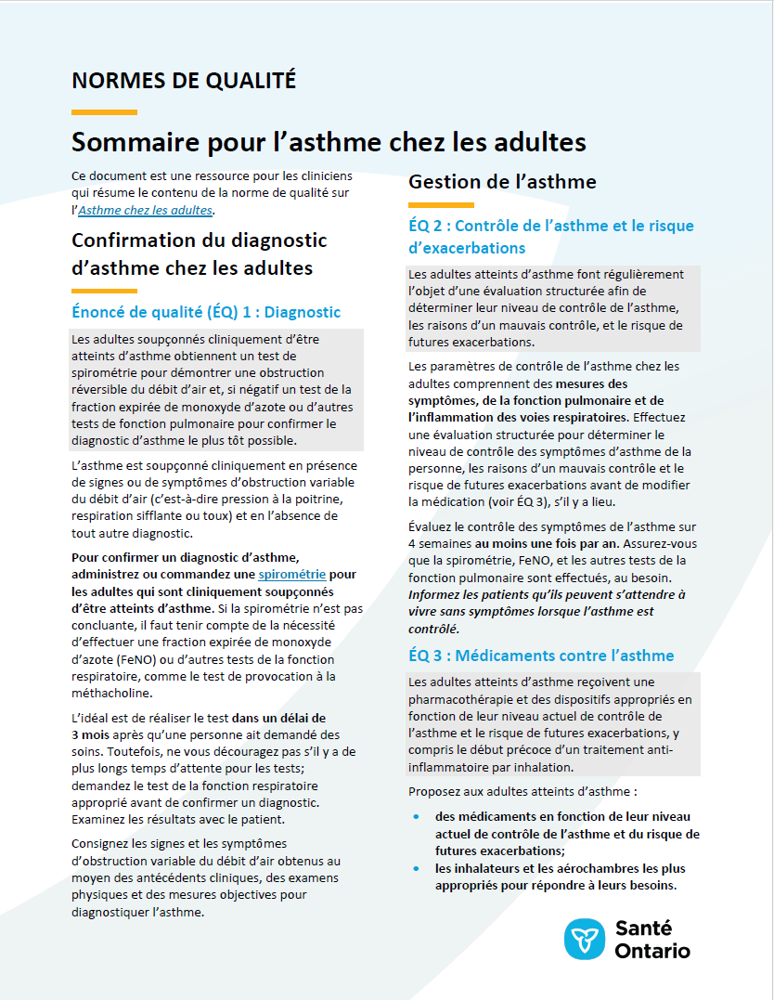 NORMES DE QUALITÉ
Sommaire pour l’asthme chez les adultes
Ce document est une ressource pour les cliniciens
qui résume le contenu de la norme de qualité sur
l’Asthme chez les adultes.
Confirmation du diagnostic
d’asthme chez les adultes
Énoncé de qualité (ÉQ) 1 : Diagnostic
Les adultes soupçonnés cliniquement d’être
atteints d’asthme obtiennent un test de
spirométrie pour démontrer une obstruction
réversible du débit d’air et, si négatif un test de la
fraction expirée de monoxyde d’azote ou d’autres
tests de fonction pulmonaire pour confirmer le
diagnostic d’asthme le plus tôt possible.
L’asthme est soupçonné cliniquement en présence
de signes ou de symptômes d’obstruction variable
du débit d’air (c’est-à-dire pression à la poitrine,
respiration sifflante ou toux) et en l’absence de
tout autre diagnostic.
Pour confirmer un diagnostic d’asthme,
administrez ou commandez une spirométrie pour
les adultes qui sont cliniquement soupçonnés
d’être atteints d’asthme. Si la spirométrie n’est pas
concluante, il faut tenir compte de la nécessité
d’effectuer une fraction expirée de monoxyde
d’azote (FeNO) ou d’autres tests de la fonction
respiratoire, comme le test de provocation à la
méthacholine.
L’idéal est de réaliser le test dans un délai de
3 mois après qu’une personne ait demandé des
soins. Toutefois, ne vous découragez pas s’il y a de
plus longs temps d’attente pour les tests;
demandez le test de la fonction respiratoire
approprié avant de confirmer un diagnostic.
Examinez les résultats avec le patient.
Consignez les signes et les symptômes
d’obstruction variable du débit d’air obtenus au
moyen des antécédents cliniques, des examens
physiques et des mesures objectives pour
diagnostiquer l’asthme.
Gestion de l’asthme
ÉQ 2 : Contrôle de l’asthme et le risque
d’exacerbations
Les adultes atteints d’asthme font régulièrement
l’objet d’une évaluation structurée afin de
déterminer leur niveau de contrôle de l’asthme,
les raisons d’un mauvais contrôle, et le risque de
futures exacerbations.
Les paramètres de contrôle de l’asthme chez les
adultes comprennent des mesures des
symptômes, de la fonction pulmonaire et de
l’inflammation des voies respiratoires. Effectuez
une évaluation structurée pour déterminer le
niveau de contrôle des symptômes d’asthme de la
personne, les raisons d’un mauvais contrôle et le
risque de futures exacerbations avant de modifier
la médication (voir ÉQ 3), s’il y a lieu.
Évaluez le contrôle des symptômes de l’asthme sur
4 semaines au moins une fois par an. Assurez-vous
que la spirométrie, FeNO, et les autres tests de la
fonction pulmonaire sont effectués, au besoin.
Informez les patients qu’ils peuvent s’attendre à
vivre sans symptômes lorsque l’asthme est
contrôlé.
ÉQ 3 : Médicaments contre l’asthme
Les adultes atteints d’asthme reçoivent une
pharmacothérapie et des dispositifs appropriés en
fonction de leur niveau actuel de contrôle de
l’asthme et le risque de futures exacerbations, y
compris le début précoce d’un traitement anti-
inflammatoire par inhalation.
Proposez aux adultes atteints d’asthme :
• des médicaments en fonction de leur niveau
actuel de contrôle de l’asthme et du risque de
futures exacerbations;
• les inhalateurs et les aérochambres les plus
appropriés pour répondre à leurs besoins.
Santé
Ontario